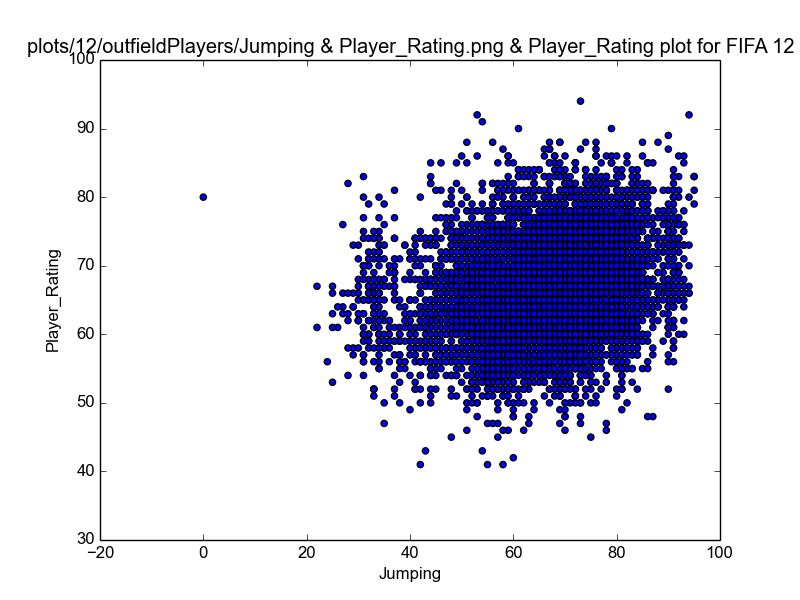 plots/12/outfieldPlayers/Jumping & Player_Rating.png & Player_Rating plot for FIFA 12
100
90
80
70
60
50
40
30
Player_Rating
−20 0 20 40 60 80 100
Jumping